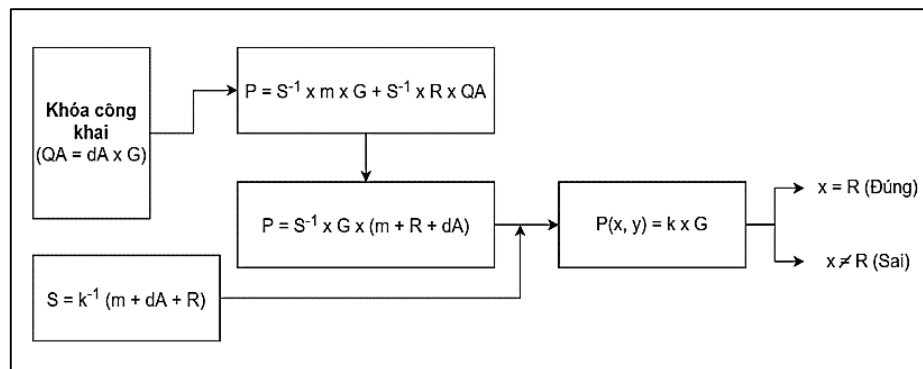 Khóa công
khai
(QA = dA x G)
P = S⁻¹ x m x G + S⁻¹ x R x QA
P = S⁻¹ x G x (m + R + dA)
S = k⁻¹ (m + dA + R)
P(x, y) = k x G
x = R (Đúng)
x ≠ R (Sai)